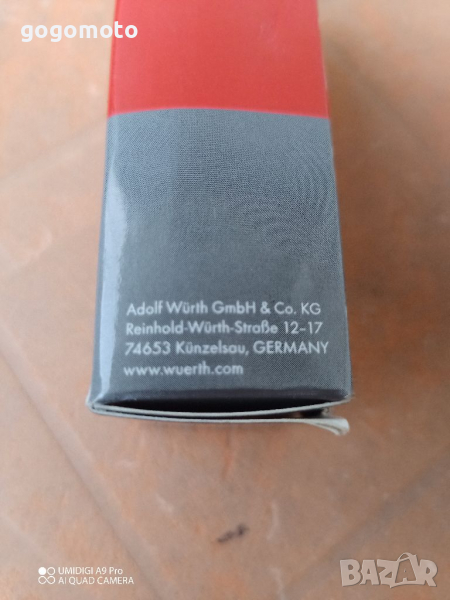 gogomoto
Adolf Würth GmbH & Co. KG
Reinhold-Würth-Straße 12-17
74653 Künzelsau, GERMANY
www.wuerth.com
UMIDIGI A9 Pro
AI QUAD CAMERA
BAZAR